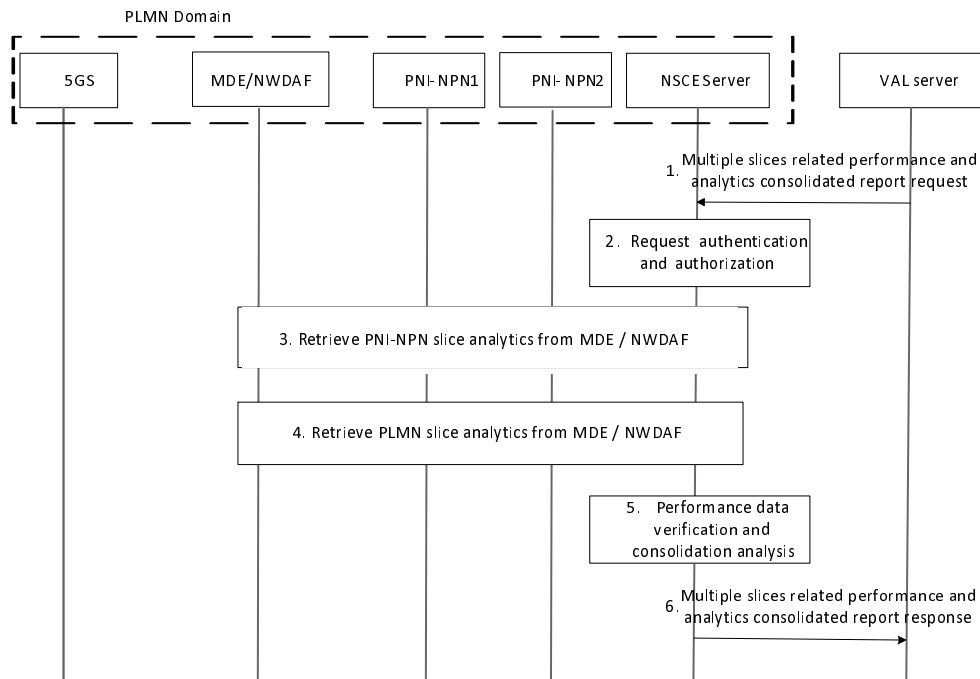 PLMN Domain
5GS
MDE/NWDAF
PNI-NPN1
PNI-NPN2
NSCE Server
VAL server
1. Multiple slices related performance and
analytics consolidated report request
2. Request authentication
and authorization
3. Retrieve PNI-NPN slice analytics from MDE / NWDAF
4. Retrieve PLMN slice analytics from MDE / NWDAF
5. Performance data
verification and
consolidation analysis
6. Multiple slices related performance and
analytics consolidated report response